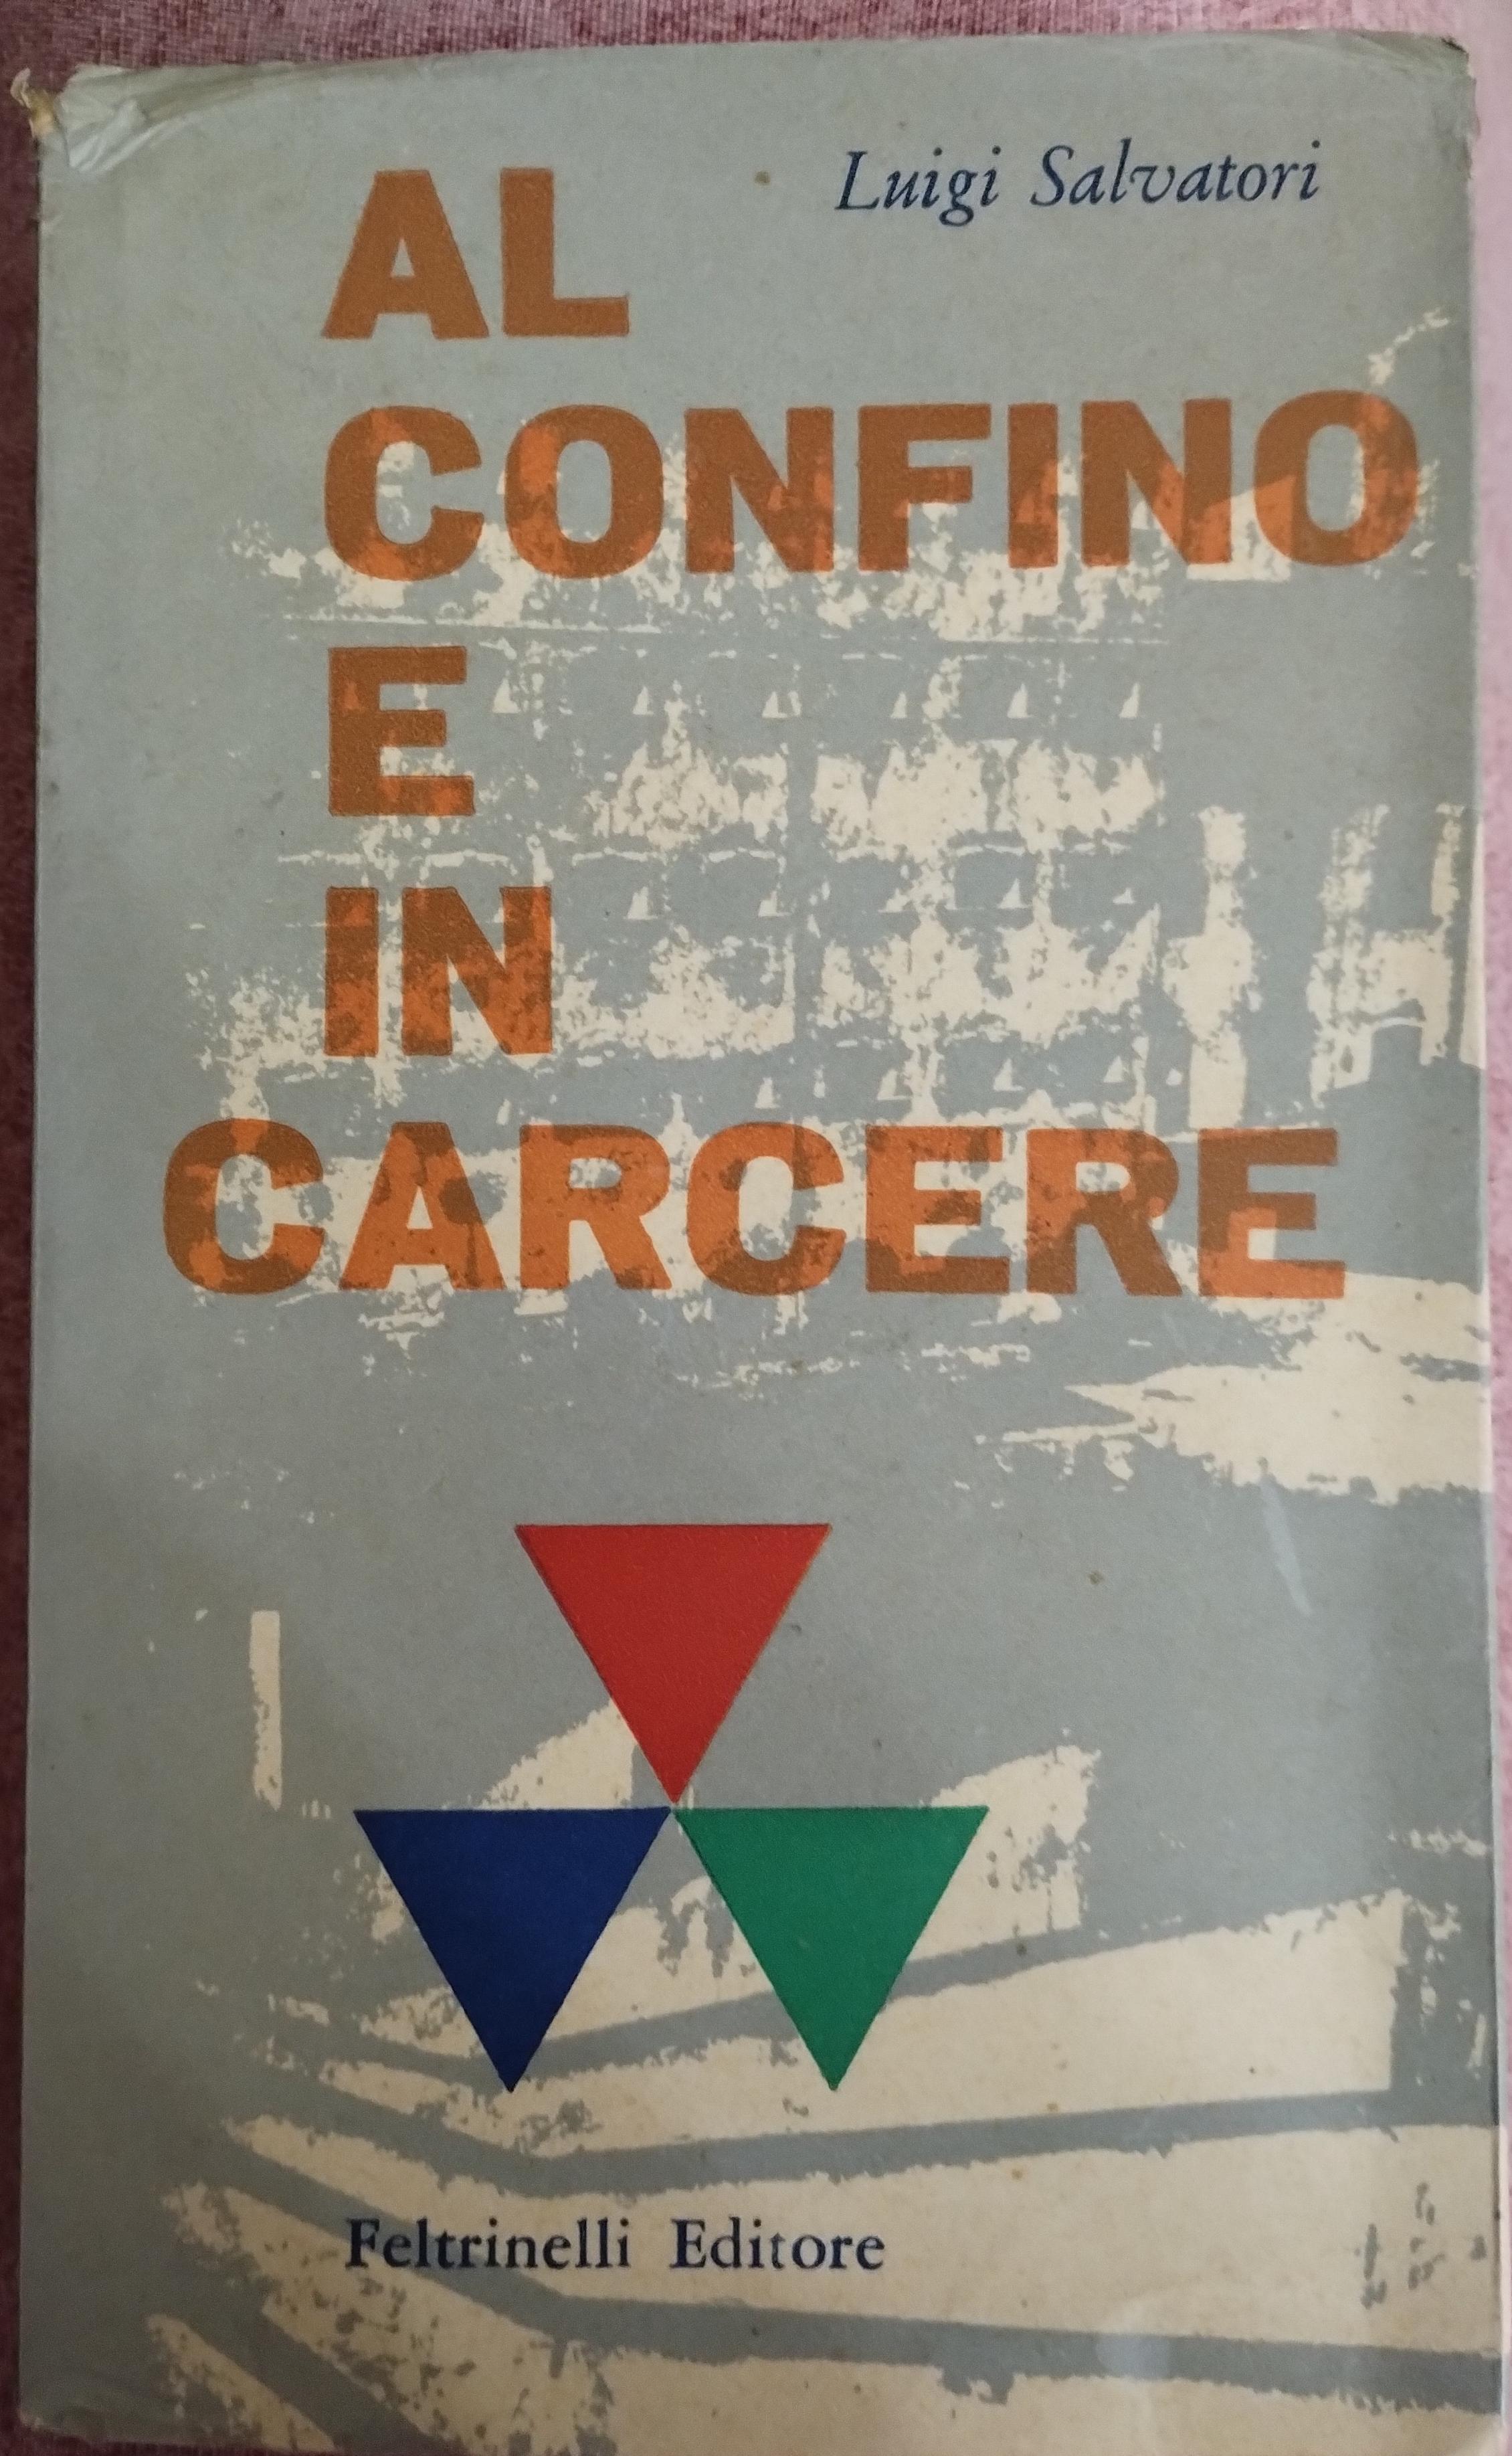 Luigi Salvatori
AL
CONFINO
E
IN
CARCERE
Feltrinelli Editore